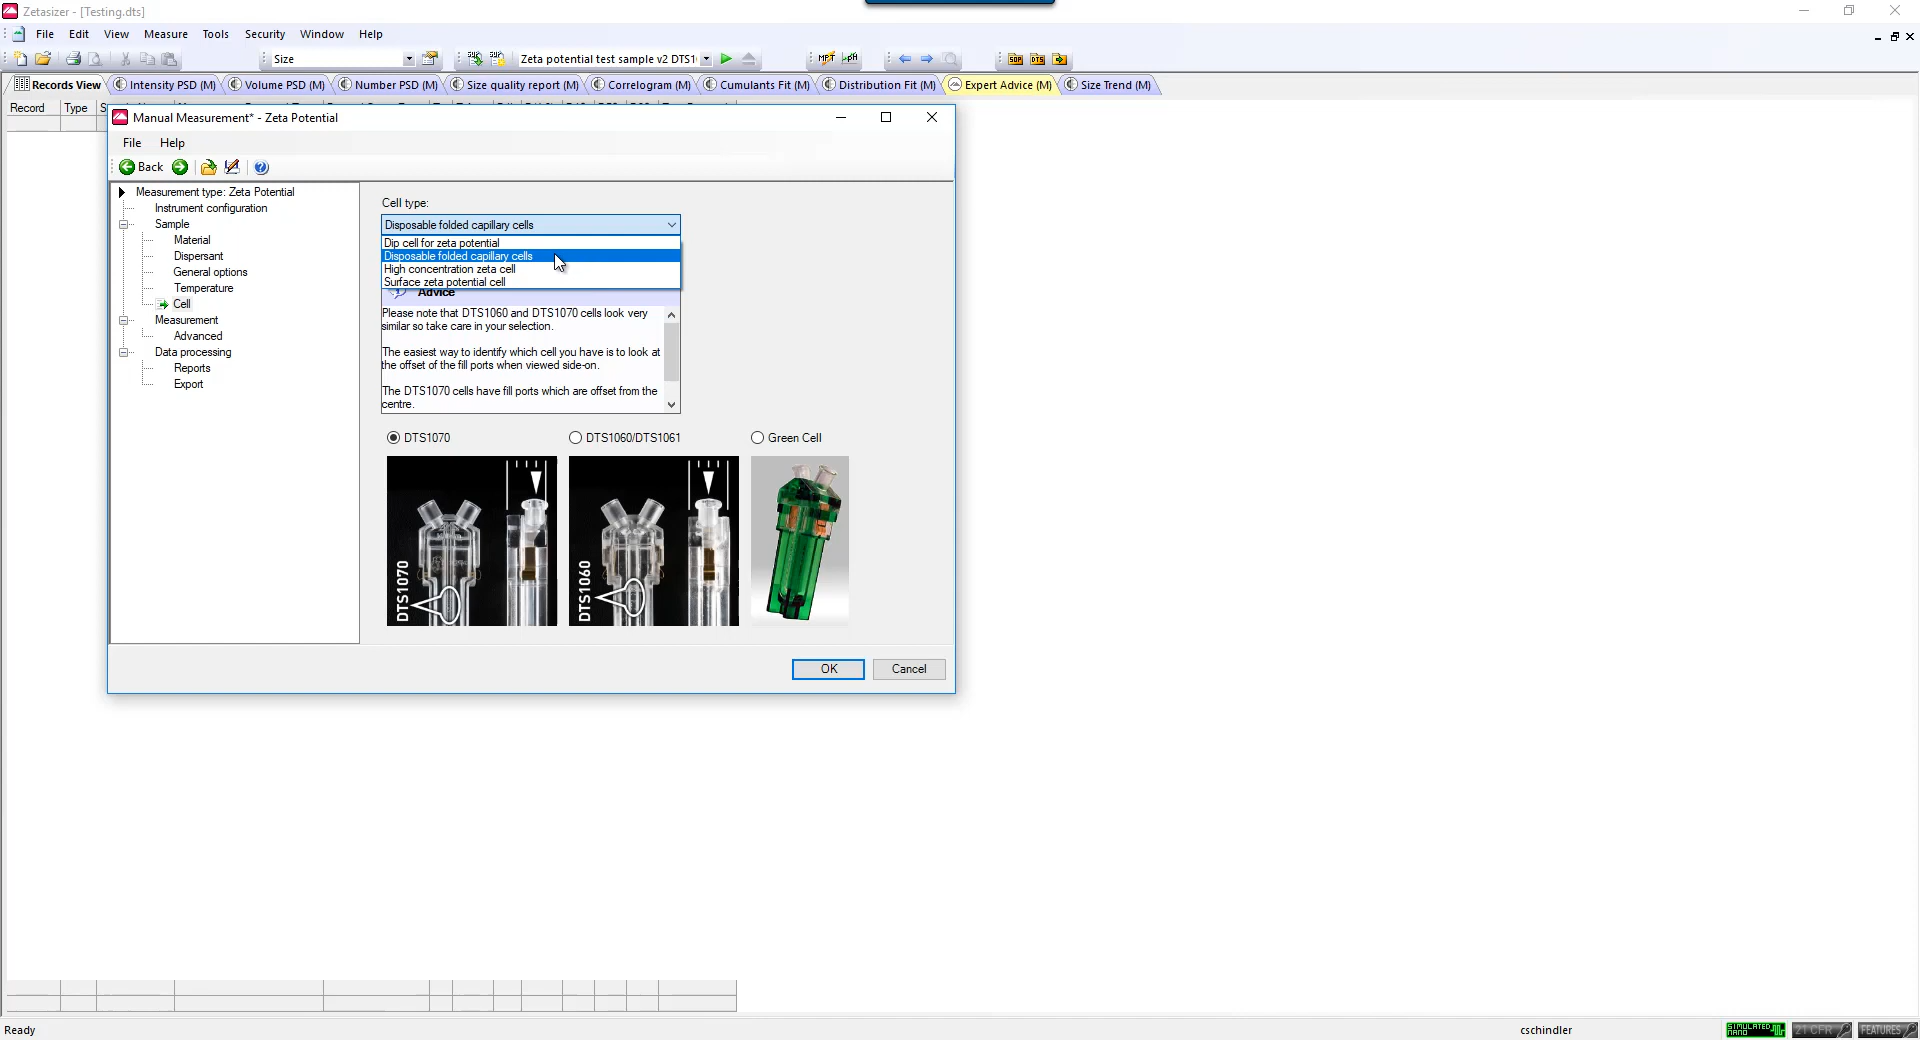 Zetasizer - [Testing.dts]
File Edit View Measure Tools Security Window Help
Size
Zeta potential test sample v2 DTS1
MPT pH
SOP DTS
Records View Intensity PSD (M) Volume PSD (M) Number PSD (M) Size quality report (M) Correlogram (M) Cumulants Fit (M) Distribution Fit (M) Expert Advice (M) Size Trend (M)
Record Type
Manual Measurement* - Zeta Potential
File Help
Back
Measurement type: Zeta Potential
Instrument configuration
Sample
Material
Dispersant
General options
Temperature
Cell
Measurement
Advanced
Data processing
Reports
Export
Cell type:
Disposable folded capillary cells
Dip cell for zeta potential
Disposable folded capillary cells
High concentration zeta cell
Surface zeta potential cell
Advice
Please note that DTS1060 and DTS1070 cells look very
similar so take care in your selection.
The easiest way to identify which cell you have is to look at
the offset of the fill ports when viewed side-on.
The DTS1070 cells have fill ports which are offset from the
centre.
DTS1070 DTS1060/DTS1061 Green Cell
DTS1070
DTS1060
OK Cancel
Ready
cschindler
SIMULATED
NANO
21 CFR
FEATURES